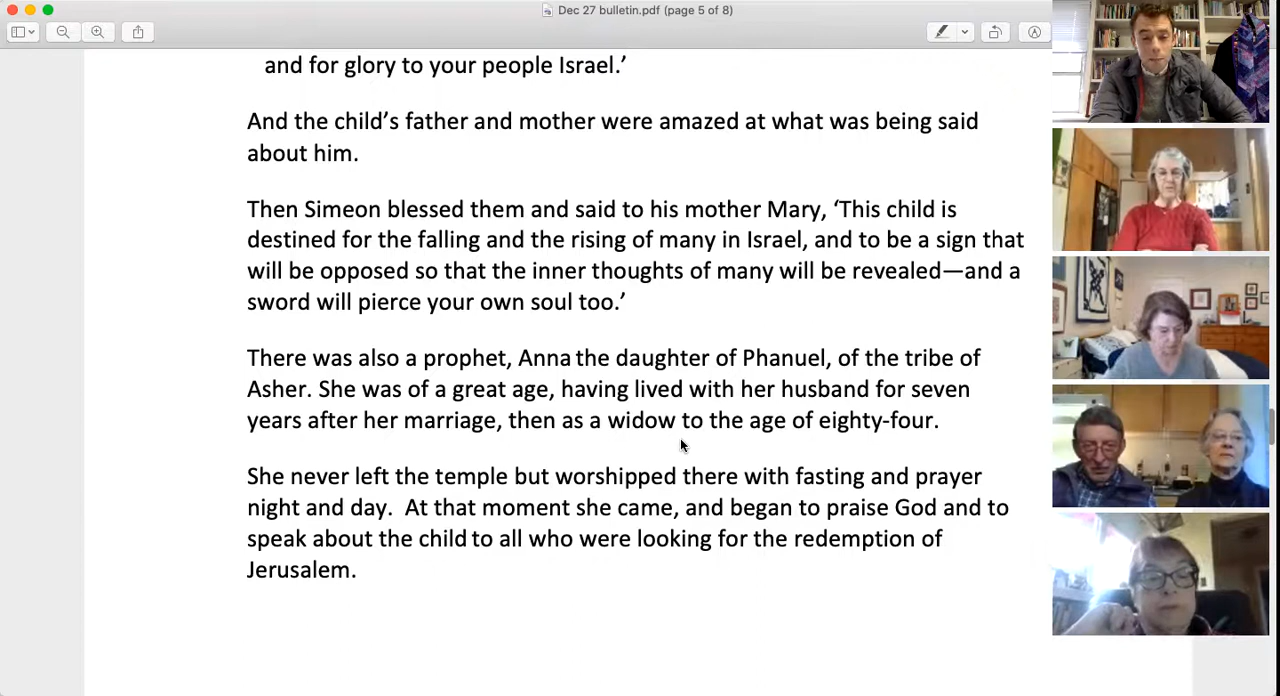 Dec 27 bulletin.pdf (page 5 of 8)
and for glory to your people Israel.’
And the child’s father and mother were amazed at what was being said
about him.
Then Simeon blessed them and said to his mother Mary, ‘This child is
destined for the falling and the rising of many in Israel, and to be a sign that
will be opposed so that the inner thoughts of many will be revealed—and a
sword will pierce your own soul too.’
There was also a prophet, Anna the daughter of Phanuel, of the tribe of
Asher. She was of a great age, having lived with her husband for seven
years after her marriage, then as a widow to the age of eighty-four.
She never left the temple but worshipped there with fasting and prayer
night and day.  At that moment she came, and began to praise God and to
speak about the child to all who were looking for the redemption of
Jerusalem.